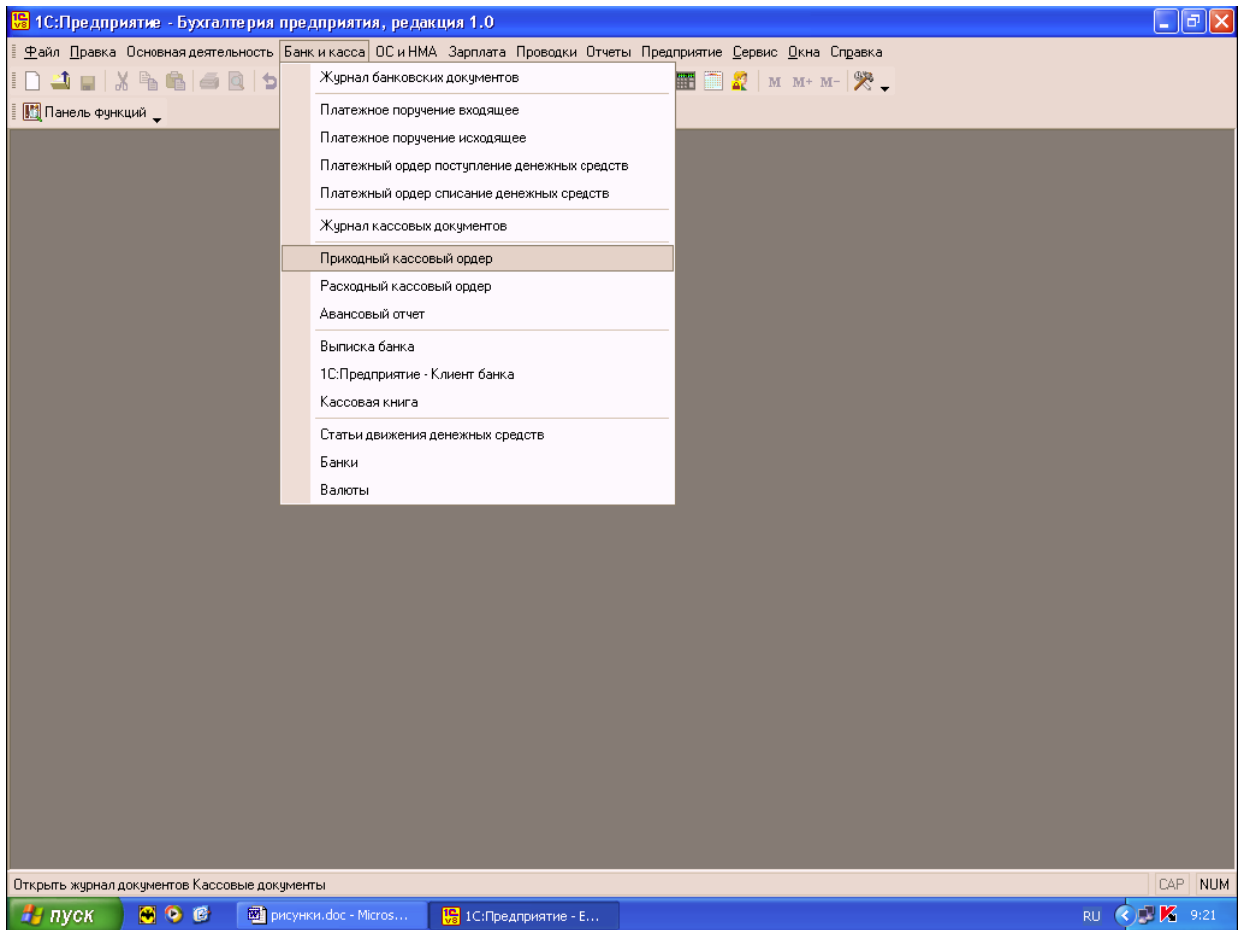 1С:Предприятие - Бухгалтерия предприятия, редакция 1.0
Файл Правка Основная деятельность Банк и касса ОС и НМА Зарплата Проводки Отчеты Предприятие Сервис Окна Справка
M M+ M-
Панель функций
Журнал банковских документов
Платежное поручение входящее
Платежное поручение исходящее
Платежный ордер поступление денежных средств
Платежный ордер списание денежных средств
Журнал кассовых документов
Приходный кассовый ордер
Расходный кассовый ордер
Авансовый отчет
Выписка банка
1С:Предприятие - Клиент банка
Кассовая книга
Статьи движения денежных средств
Банки
Валюты
Открыть журнал документов Кассовые документы CAP NUM
пуск рисунки.doc - Micros... 1С:Предприятие - Б... RU 9:21